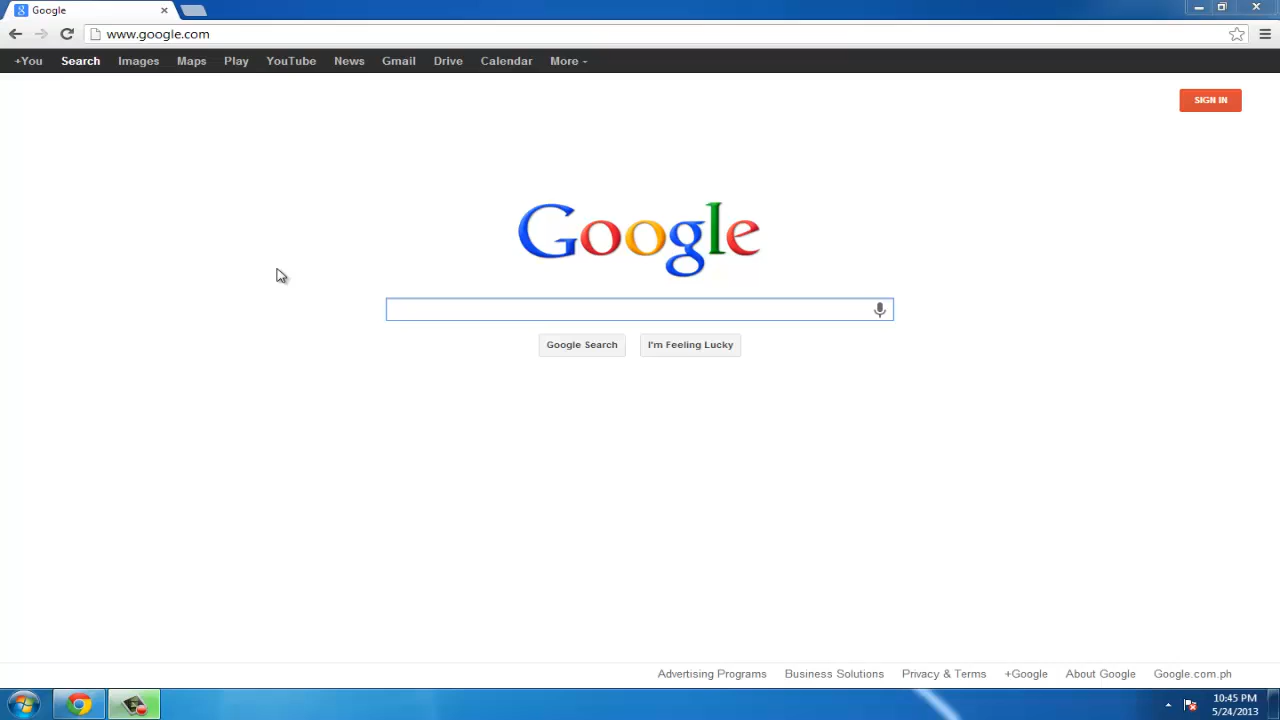 Google
www.google.com
+You Search Images Maps Play YouTube News Gmail Drive Calendar More
SIGN IN
Google
Google Search I'm Feeling Lucky
Advertising Programs Business Solutions Privacy & Terms +Google About Google Google.com.ph
10:45 PM
5/24/2013